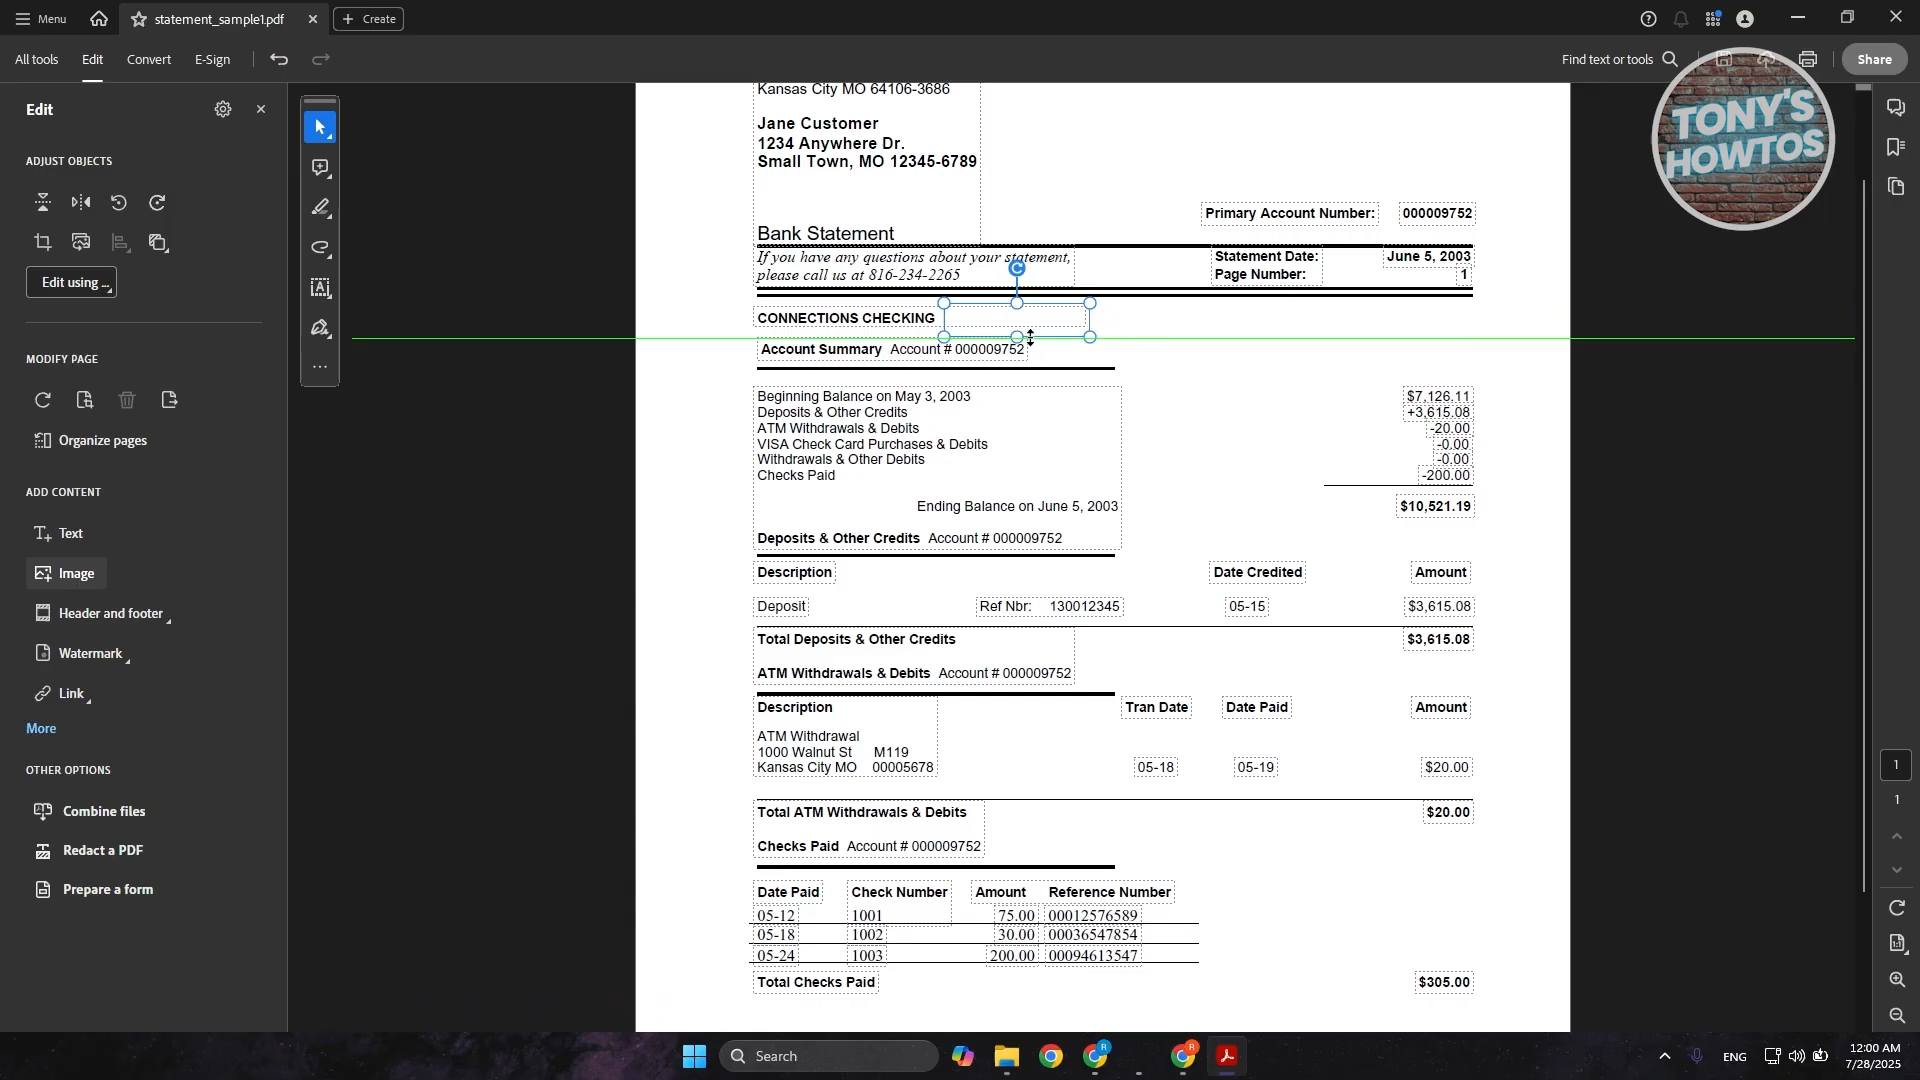 Menu
statement_sample1.pdf
Create
All tools
Edit
Convert
E-Sign
Find text or tools
Share
TONY'S
HOWTOS
Edit
ADJUST OBJECTS
Edit using ...
MODIFY PAGE
Organize pages
ADD CONTENT
Text
Image
Header and footer
Watermark
Link
More
OTHER OPTIONS
Combine files
Redact a PDF
Prepare a form
Kansas City MO 64106-3686
Jane Customer
1234 Anywhere Dr.
Small Town, MO 12345-6789
Primary Account Number: 000009752
Bank Statement
If you have any questions about your statement,
please call us at 816-234-2265
Statement Date: June 5, 2003
Page Number: 1
CONNECTIONS CHECKING
Account Summary Account # 000009752
Beginning Balance on May 3, 2003 $7,126.11
Deposits & Other Credits +3,615.08
ATM Withdrawals & Debits -20.00
VISA Check Card Purchases & Debits -0.00
Withdrawals & Other Debits -0.00
Checks Paid -200.00
Ending Balance on June 5, 2003 $10,521.19
Deposits & Other Credits Account # 000009752
Description Date Credited Amount
Deposit Ref Nbr: 130012345 05-15 $3,615.08
Total Deposits & Other Credits $3,615.08
ATM Withdrawals & Debits Account # 000009752
Description Tran Date Date Paid Amount
ATM Withdrawal
1000 Walnut St M119
Kansas City MO 00005678 05-18 05-19 $20.00
Total ATM Withdrawals & Debits $20.00
Checks Paid Account # 000009752
Date Paid Check Number Amount Reference Number
05-12 1001 75.00 00012576589
05-18 1002 30.00 00036547854
05-24 1003 200.00 00094613547
Total Checks Paid $305.00
1
1
Search
R
R
ENG
12:00 AM
7/28/2025